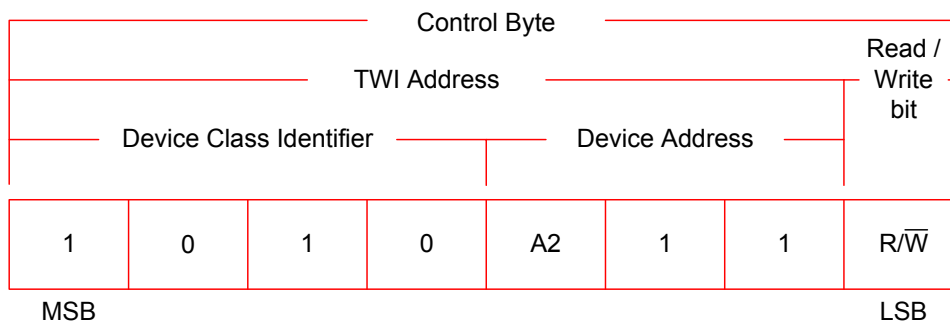 Control Byte
Read /
Write
bit
TWI Address
Device Class Identifier
Device Address
1 0 1 0 A2 1 1 R/W̅
MSB LSB